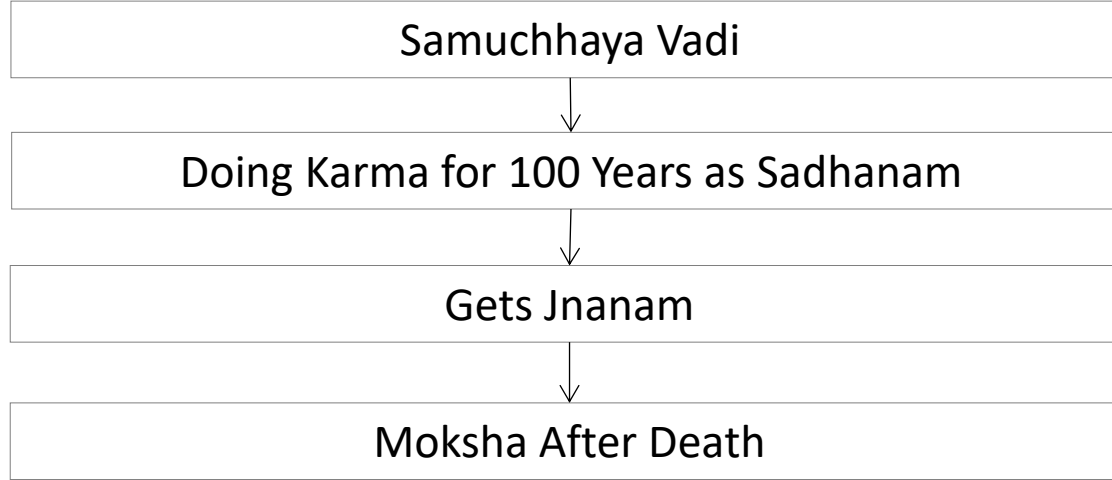 Samuchhaya Vadi
Doing Karma for 100 Years as Sadhanam
Gets Jnanam
Moksha After Death